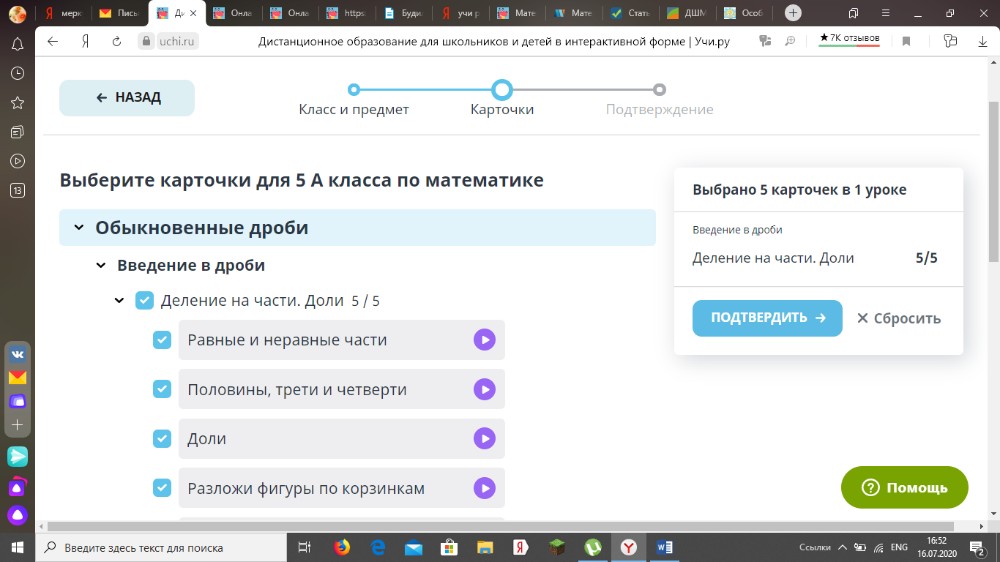 мерк
Пись
Ди
Онла
Онла
https:
Буди
учи р
Мате
Мате
Стать
ДШМ
Особ
uchi.ru
Дистанционное образование для школьников и детей в интерактивной форме | Учи.ру
★ 7К отзывов
13
← НАЗАД
Класс и предмет
Карточки
Подтверждение
Выберите карточки для 5 А класса по математике
Обыкновенные дроби
Введение в дроби
Деление на части. Доли 5 / 5
Равные и неравные части
Половины, трети и четверти
Доли
Разложи фигуры по корзинкам
Выбрано 5 карточек в 1 уроке
Введение в дроби
Деление на части. Доли 5/5
ПОДТВЕРДИТЬ →
✕ Сбросить
Помощь
Введите здесь текст для поиска
Ссылки
ENG
16:52
16.07.2020
2